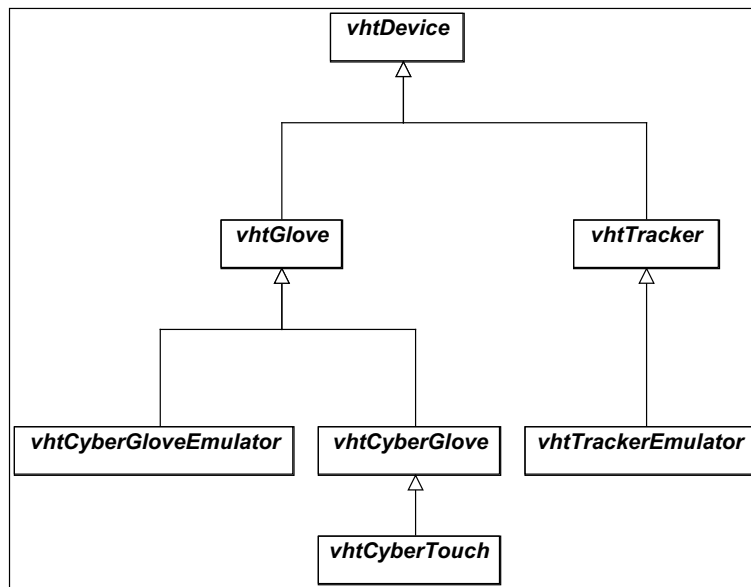 vhtDevice
vhtGlove
vhtTracker
vhtCyberGloveEmulator
vhtCyberGlove
vhtTrackerEmulator
vhtCyberTouch